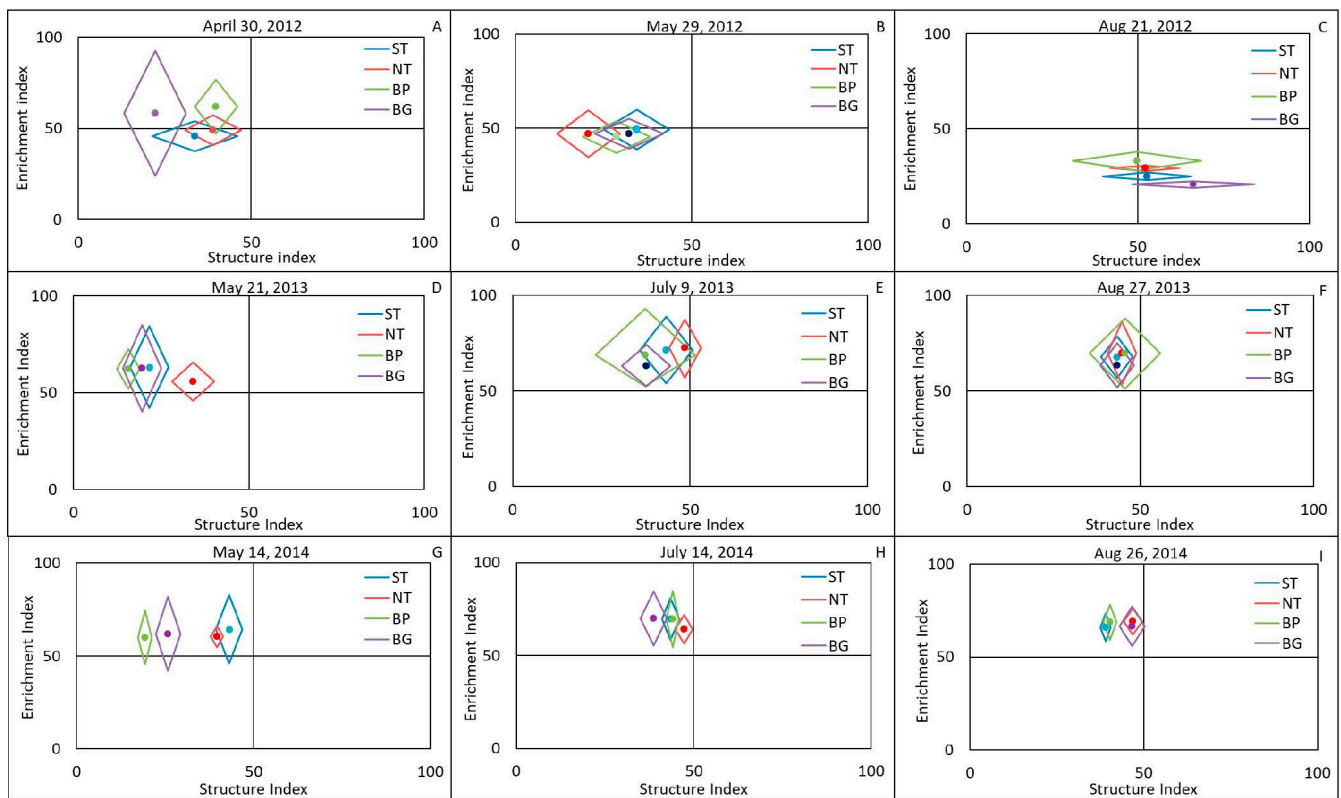 April 30, 2012 A
100
ST
NT
BP
BG
Enrichment index
50
0
0 50 100
Structure index
May 29, 2012 B
100
ST
NT
BP
BG
Enrichment index
50
0
0 50 100
Structure index
Aug 21, 2012 C
100
ST
NT
BP
BG
Enrichment index
50
0
0 50 100
Structure index
May 21, 2013 D
100
ST
NT
BP
BG
Enrichment Index
50
0
0 50 100
Structure Index
July 9, 2013 E
100
ST
NT
BP
BG
Enrichment Index
50
0
0 50 100
Structure Index
Aug 27, 2013 F
100
ST
NT
BP
BG
Enrichment Index
50
0
0 50 100
Structure Index
May 14, 2014 G
100
ST
NT
BP
BG
Enrichment Index
50
0
0 50 100
Structure Index
July 14, 2014 H
100
ST
NT
BP
BG
Enrichment Index
50
0
0 50 100
Structure Index
Aug 26, 2014 I
100
ST
NT
BP
BG
Enrichment Index
50
0
0 50 100
Structure Index